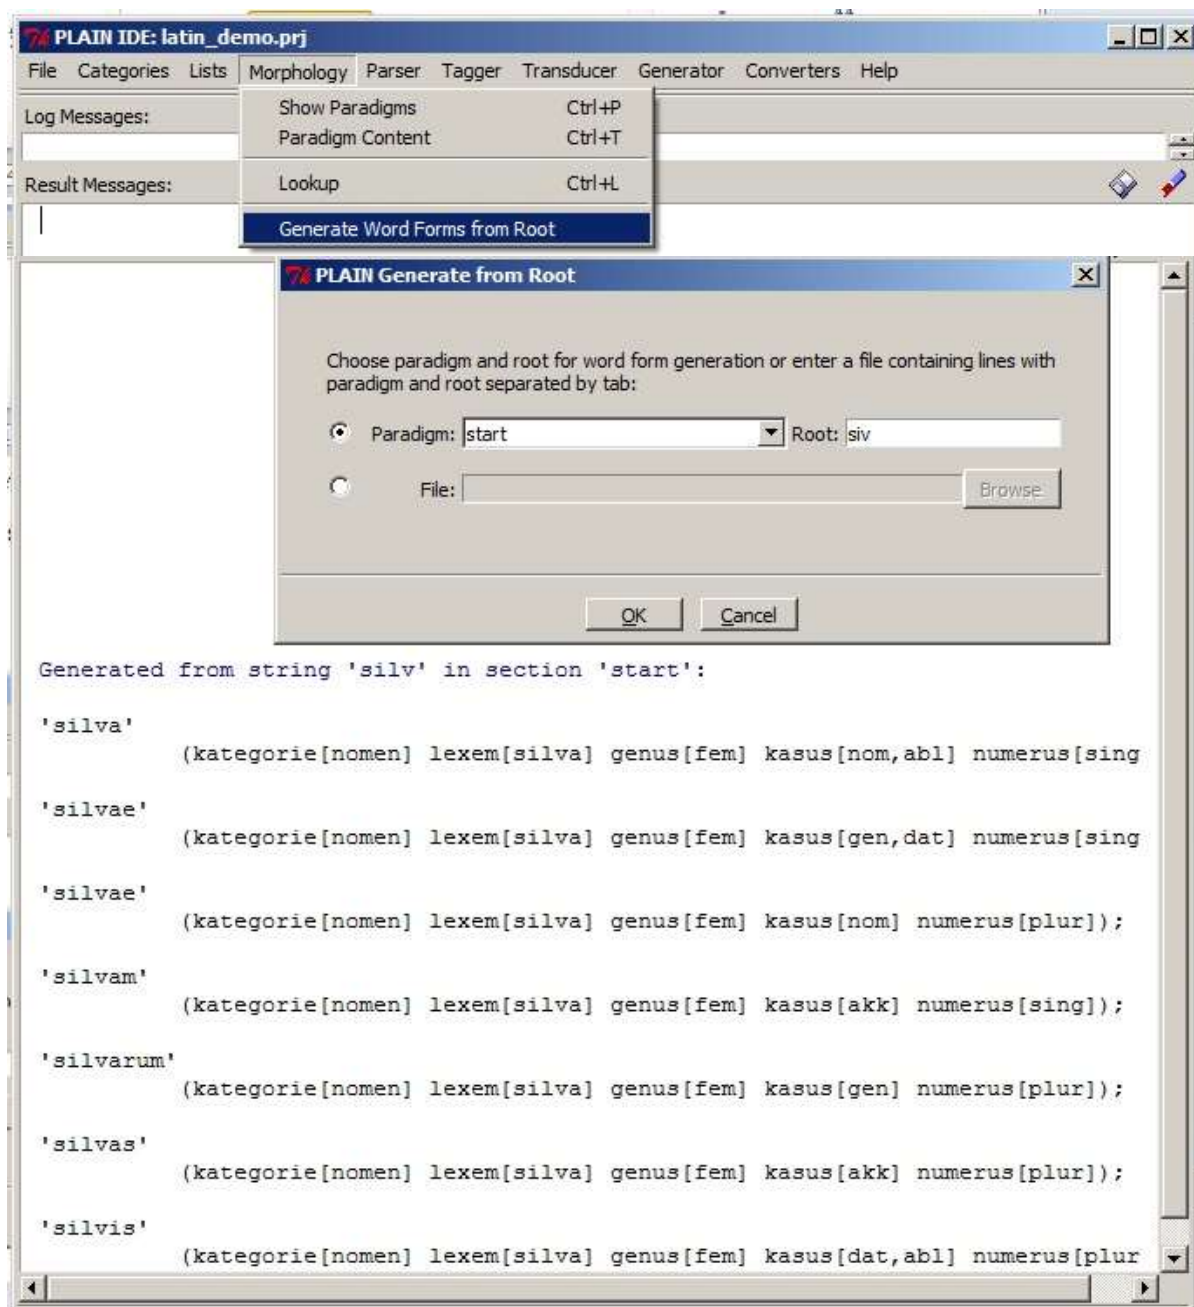 PLAIN IDE: latin_demo.prj
File Categories Lists Morphology Parser Tagger Transducer Generator Converters Help
Log Messages:
Show Paradigms Ctrl+P
Paradigm Content Ctrl+T
Result Messages:
Lookup Ctrl+L
Generate Word Forms from Root
PLAIN Generate from Root
Choose paradigm and root for word form generation or enter a file containing lines with
paradigm and root separated by tab:
Paradigm: start Root: siv
File: Browse
OK Cancel
Generated from string 'silv' in section 'start':
'silva'
(kategorie[nomen] lexem[silva] genus[fem] kasus[nom,abl] numerus[sing
'silvae'
(kategorie[nomen] lexem[silva] genus[fem] kasus[gen,dat] numerus[sing
'silvae'
(kategorie[nomen] lexem[silva] genus[fem] kasus[nom] numerus[plur]);
'silvam'
(kategorie[nomen] lexem[silva] genus[fem] kasus[akk] numerus[sing]);
'silvarum'
(kategorie[nomen] lexem[silva] genus[fem] kasus[gen] numerus[plur]);
'silvas'
(kategorie[nomen] lexem[silva] genus[fem] kasus[akk] numerus[plur]);
'silvis'
(kategorie[nomen] lexem[silva] genus[fem] kasus[dat,abl] numerus[plur